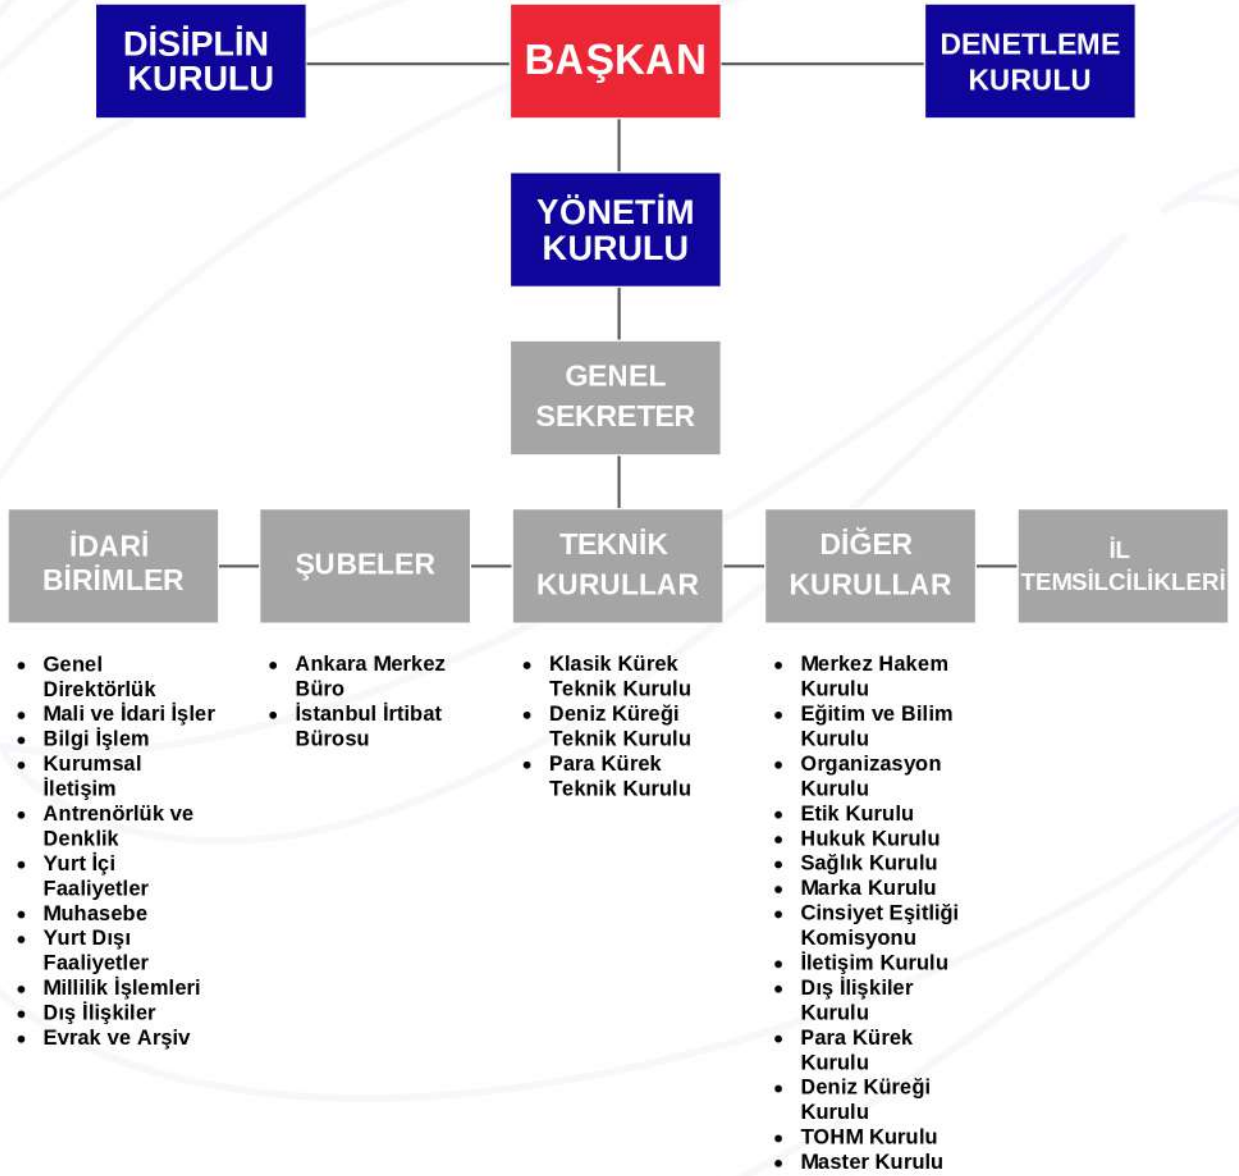 DİSİPLİN
KURULU
BAŞKAN
DENETLEME
KURULU
YÖNETİM
KURULU
GENEL
SEKRETER
İDARİ
BİRİMLER
ŞUBELER
TEKNİK
KURULLAR
DİĞER
KURULLAR
İL
TEMSİLCİLİKLERİ
• Genel
Direktörlük
• Mali ve İdari İşler
• Bilgi İşlem
• Kurumsal
İletişim
• Antrenörlük ve
Denklik
• Yurt İçi
Faaliyetler
• Muhasebe
• Yurt Dışı
Faaliyetler
• Millilik İşlemleri
• Dış İlişkiler
• Evrak ve Arşiv
• Ankara Merkez
Büro
• İstanbul İrtibat
Bürosu
• Klasik Kürek
Teknik Kurulu
• Deniz Küreği
Teknik Kurulu
• Para Kürek
Teknik Kurulu
• Merkez Hakem
Kurulu
• Eğitim ve Bilim
Kurulu
• Organizasyon
Kurulu
• Etik Kurulu
• Hukuk Kurulu
• Sağlık Kurulu
• Marka Kurulu
• Cinsiyet Eşitliği
Komisyonu
• İletişim Kurulu
• Dış İlişkiler
Kurulu
• Para Kürek
Kurulu
• Deniz Küreği
Kurulu
• TOHM Kurulu
• Master Kurulu